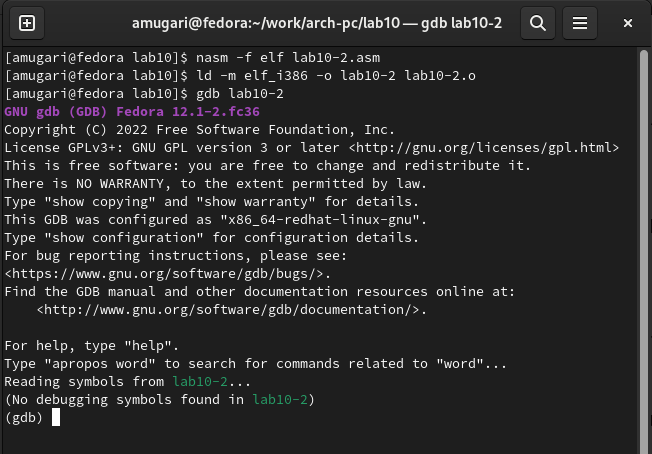 amugari@fedora:~/work/arch-pc/lab10 — gdb lab10-2
[amugari@fedora lab10]$ nasm -f elf lab10-2.asm
[amugari@fedora lab10]$ ld -m elf_i386 -o lab10-2 lab10-2.o
[amugari@fedora lab10]$ gdb lab10-2
GNU gdb (GDB) Fedora 12.1-2.fc36
Copyright (C) 2022 Free Software Foundation, Inc.
License GPLv3+: GNU GPL version 3 or later <http://gnu.org/licenses/gpl.html>
This is free software: you are free to change and redistribute it.
There is NO WARRANTY, to the extent permitted by law.
Type "show copying" and "show warranty" for details.
This GDB was configured as "x86_64-redhat-linux-gnu".
Type "show configuration" for configuration details.
For bug reporting instructions, please see:
<https://www.gnu.org/software/gdb/bugs/>.
Find the GDB manual and other documentation resources online at:
    <http://www.gnu.org/software/gdb/documentation/>.

For help, type "help".
Type "apropos word" to search for commands related to "word"...
Reading symbols from lab10-2...
(No debugging symbols found in lab10-2)
(gdb)